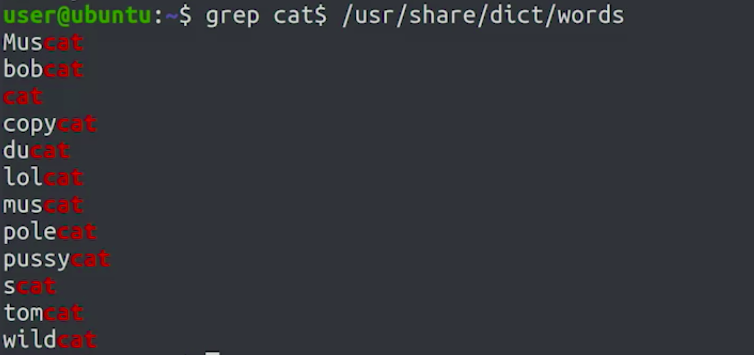 user@ubuntu:~$ grep cat$ /usr/share/dict/words
Muscat
bobcat
cat
copycat
ducat
lolcat
muscat
polecat
pussycat
scat
tomcat
wildcat